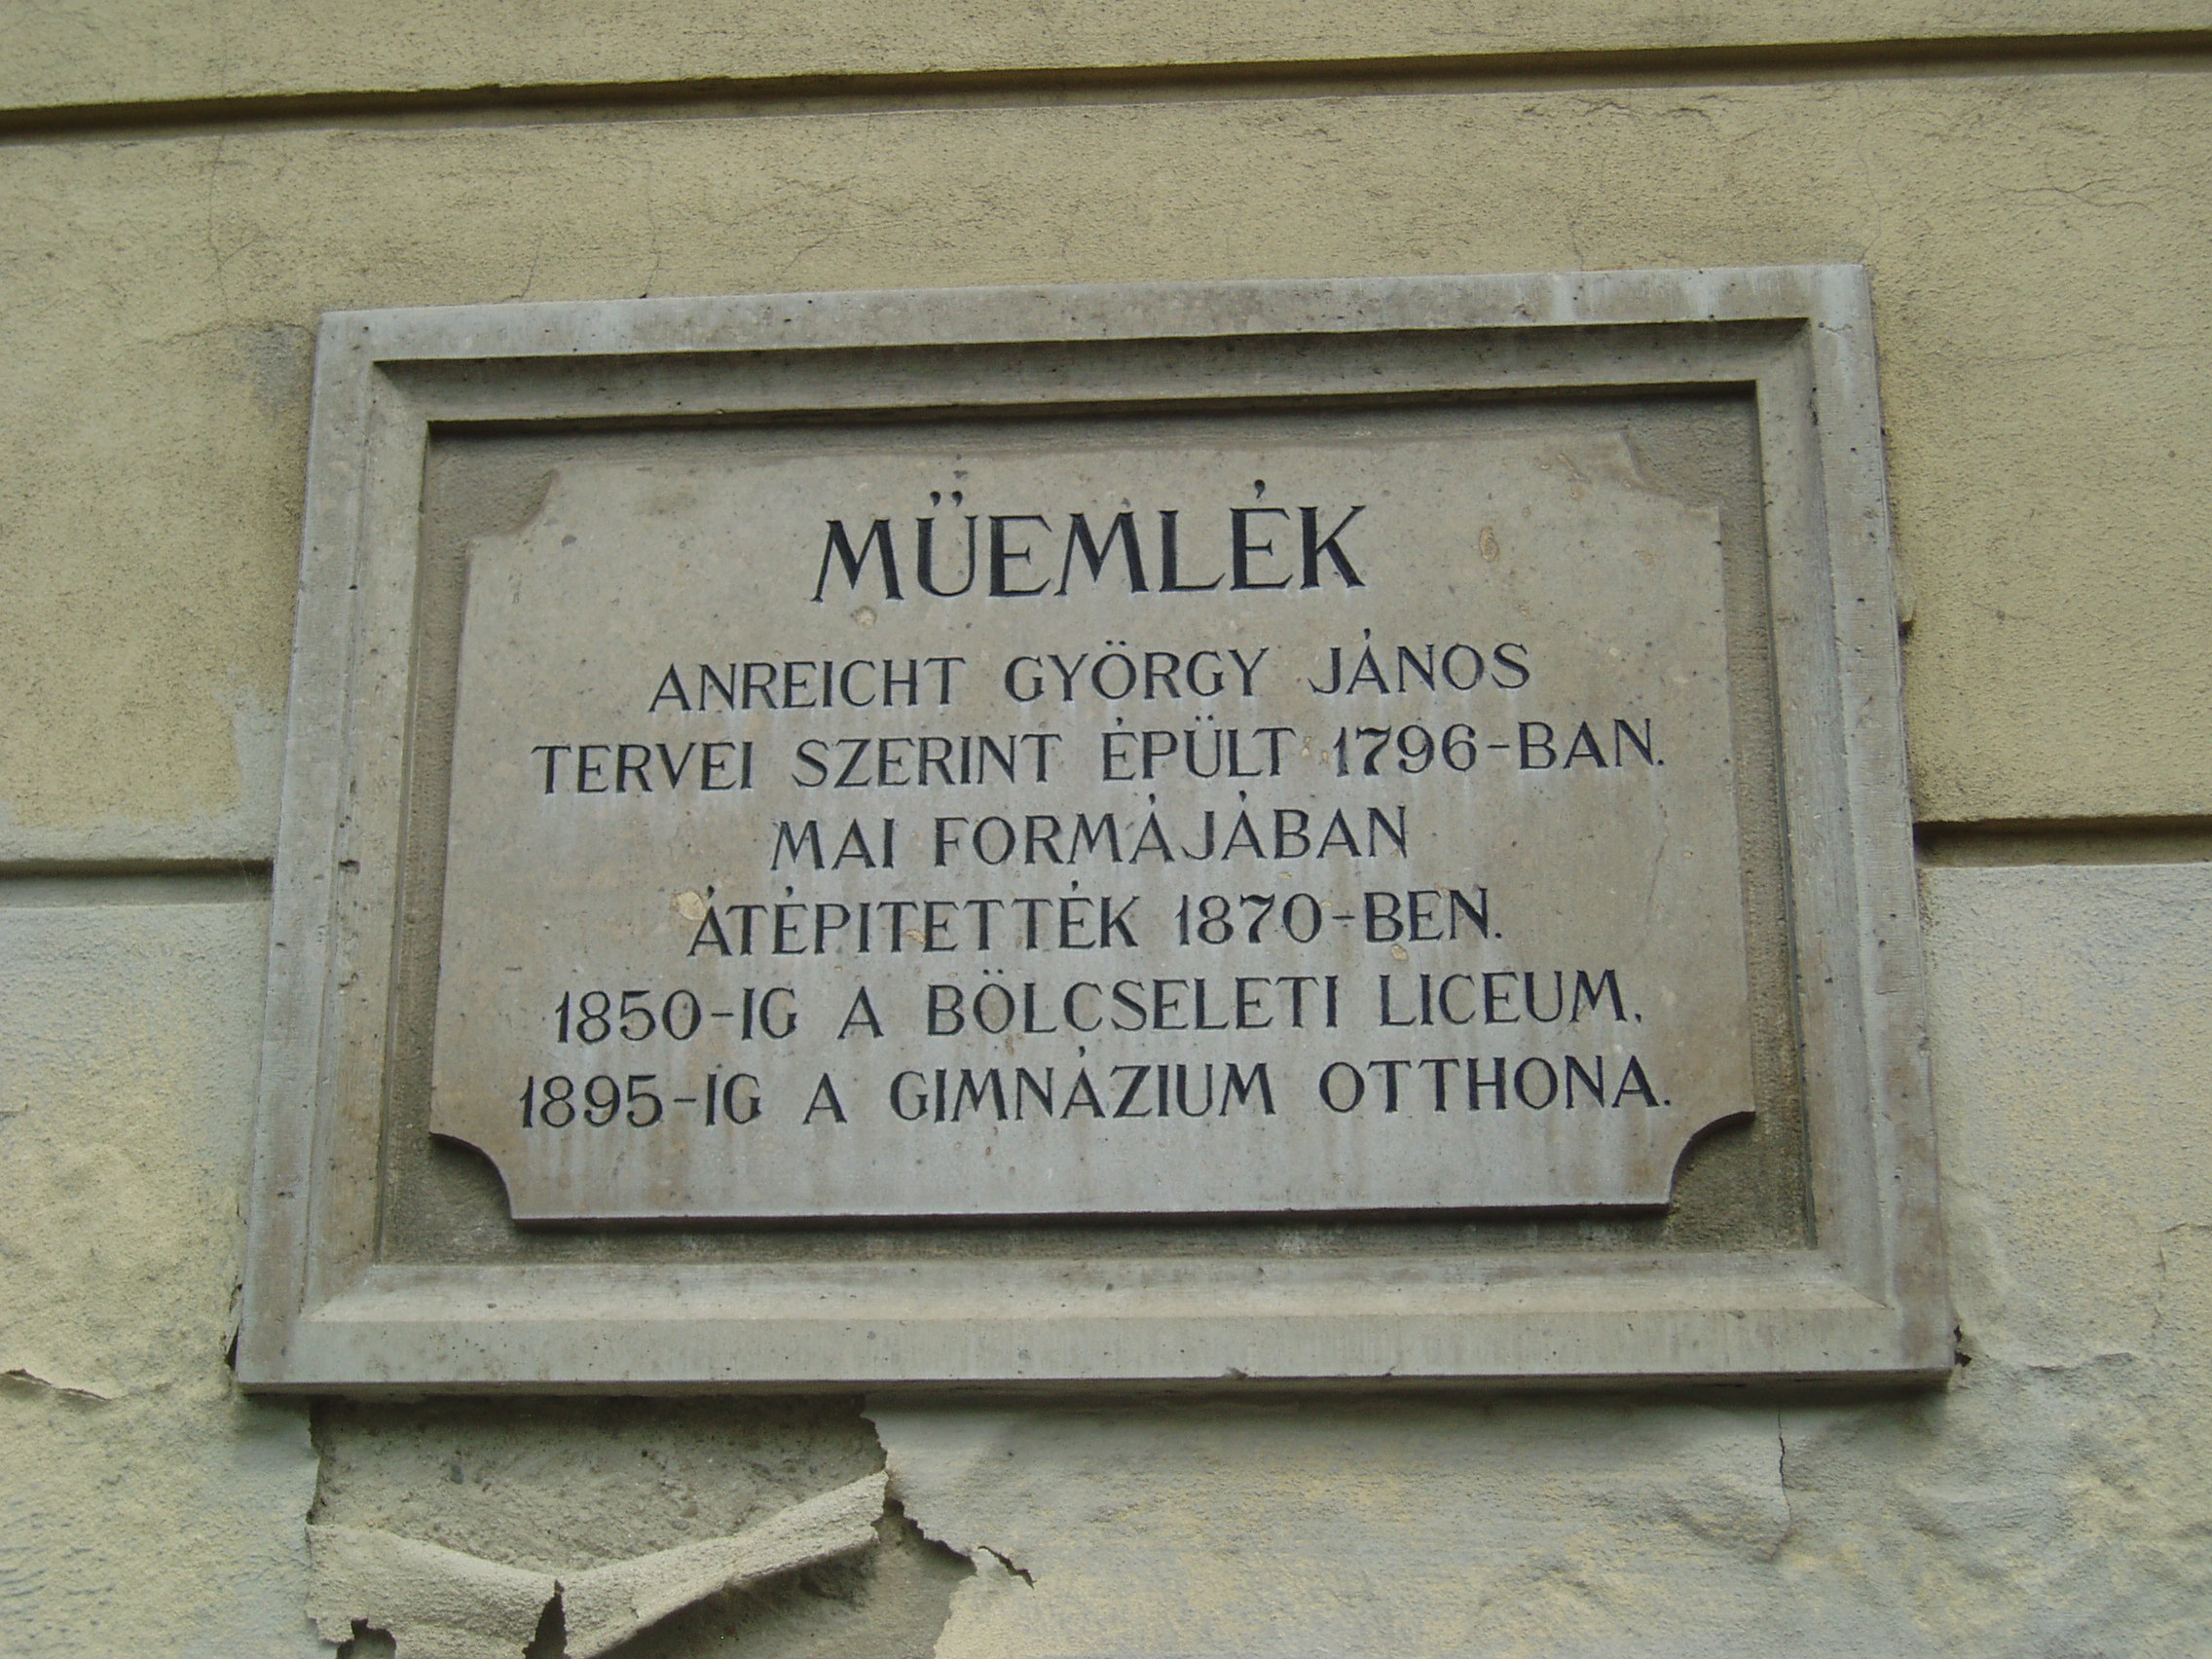 MŰEMLÉK
ANREICHT GYÖRGY JÁNOS
TERVEI SZERINT ÉPÜLT 1796-BAN.
MAI FORMÁJÁBAN
ÁTÉPITETTÉK 1870-BEN.
1850-IG A BÖLCSELETI LICEUM,
1895-IG A GIMNÁZIUM OTTHONA.